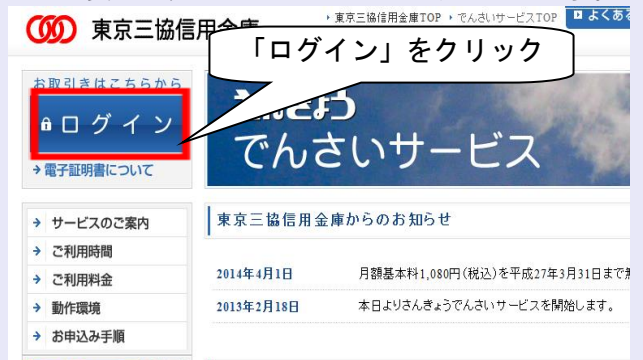 東京三協信用金庫
東京三協信用金庫TOP ・ でんさいサービスTOP
よくある
「ログイン」をクリック
お取引きはこちらから
ログイン
電子証明書について
でんさいサービス
サービスのご案内
ご利用時間
ご利用料金
動作環境
お申込み手順
東京三協信用金庫からのお知らせ
2014年4月1日 月額基本料1,080円(税込)を平成27年3月31日まで
2013年2月18日 本日よりさんきょうでんさいサービスを開始します。